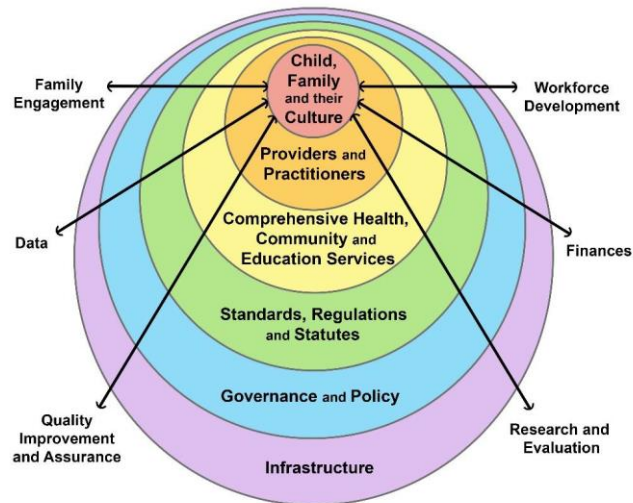 Child,
Family
and their
Culture
Family
Engagement
Workforce
Development
Providers and
Practitioners
Comprehensive Health,
Community and
Education Services
Data
Finances
Standards, Regulations
and Statutes
Governance and Policy
Quality
Improvement
and Assurance
Research and
Evaluation
Infrastructure